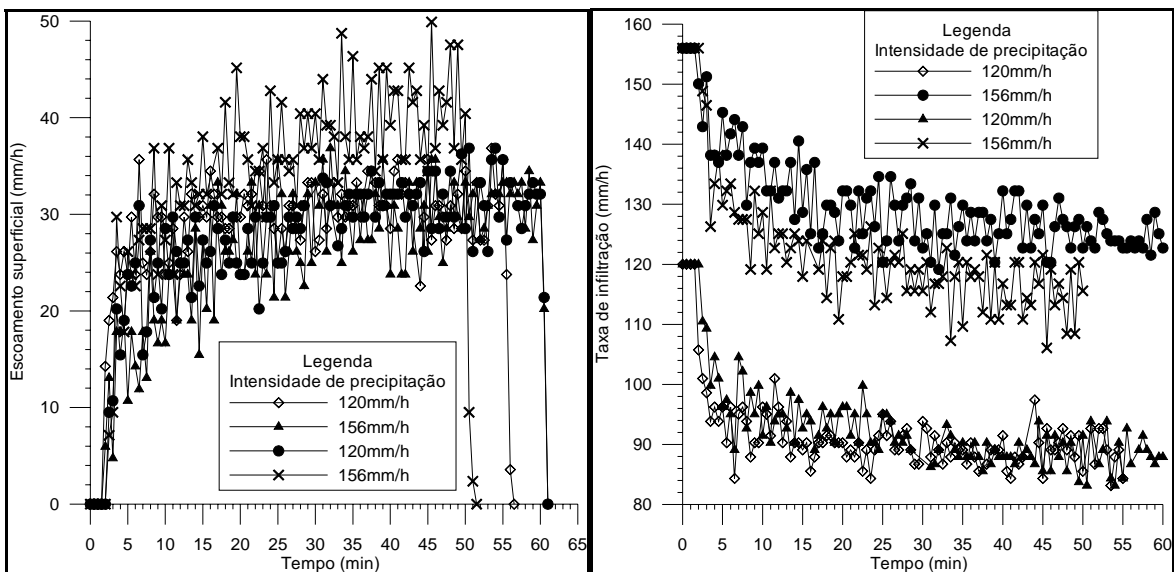 Escoamento superficial (mm/h)
50
40
30
20
10
0
Legenda
Intensidade de precipitação
120mm/h
156mm/h
120mm/h
156mm/h
0 5 10 15 20 25 30 35 40 45 50 55 60 65
Tempo (min)
Taxa de infiltração (mm/h)
160
150
140
130
120
110
100
90
80
Legenda
Intensidade de precipitação
120mm/h
156mm/h
120mm/h
156mm/h
0 5 10 15 20 25 30 35 40 45 50 55 60
Tempo (min)